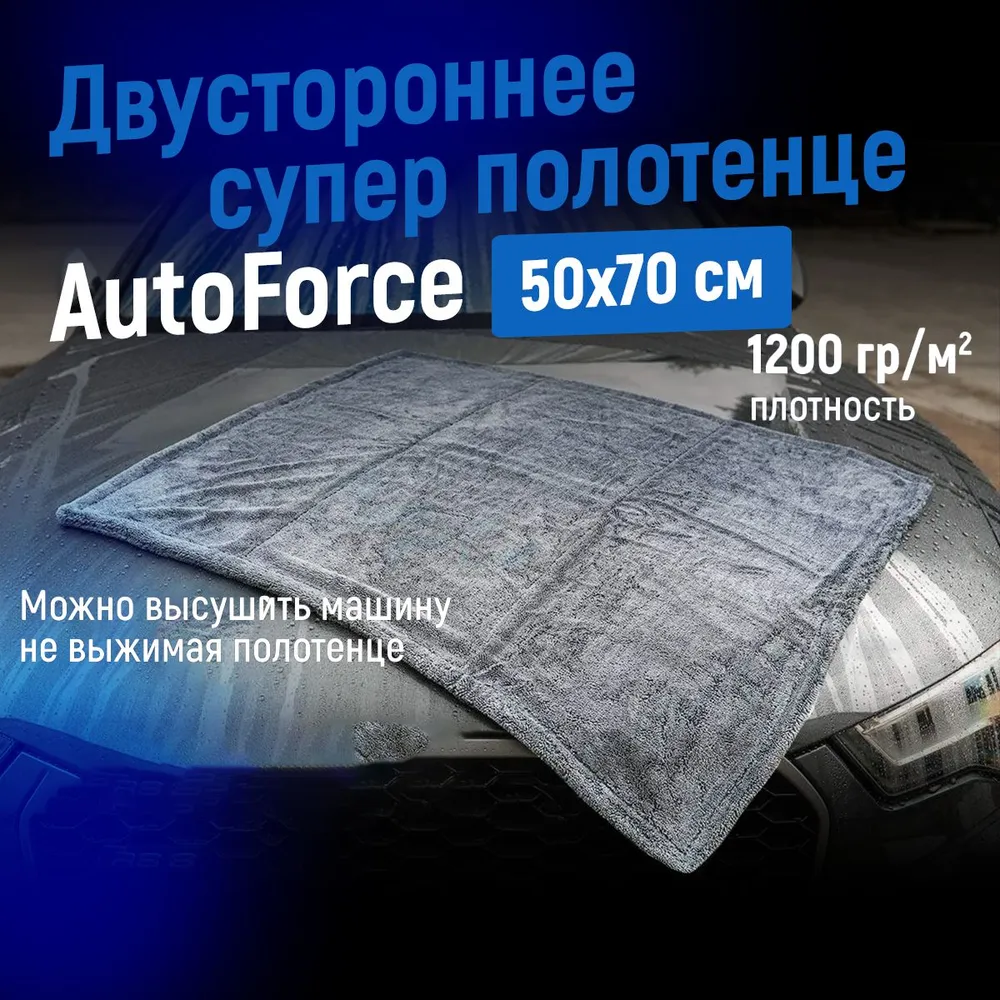 Двустороннее
супер полотенце
AutoForce 50x70 см
1200 гр/м²
плотность
Можно высушить машину
не выжимая полотенце